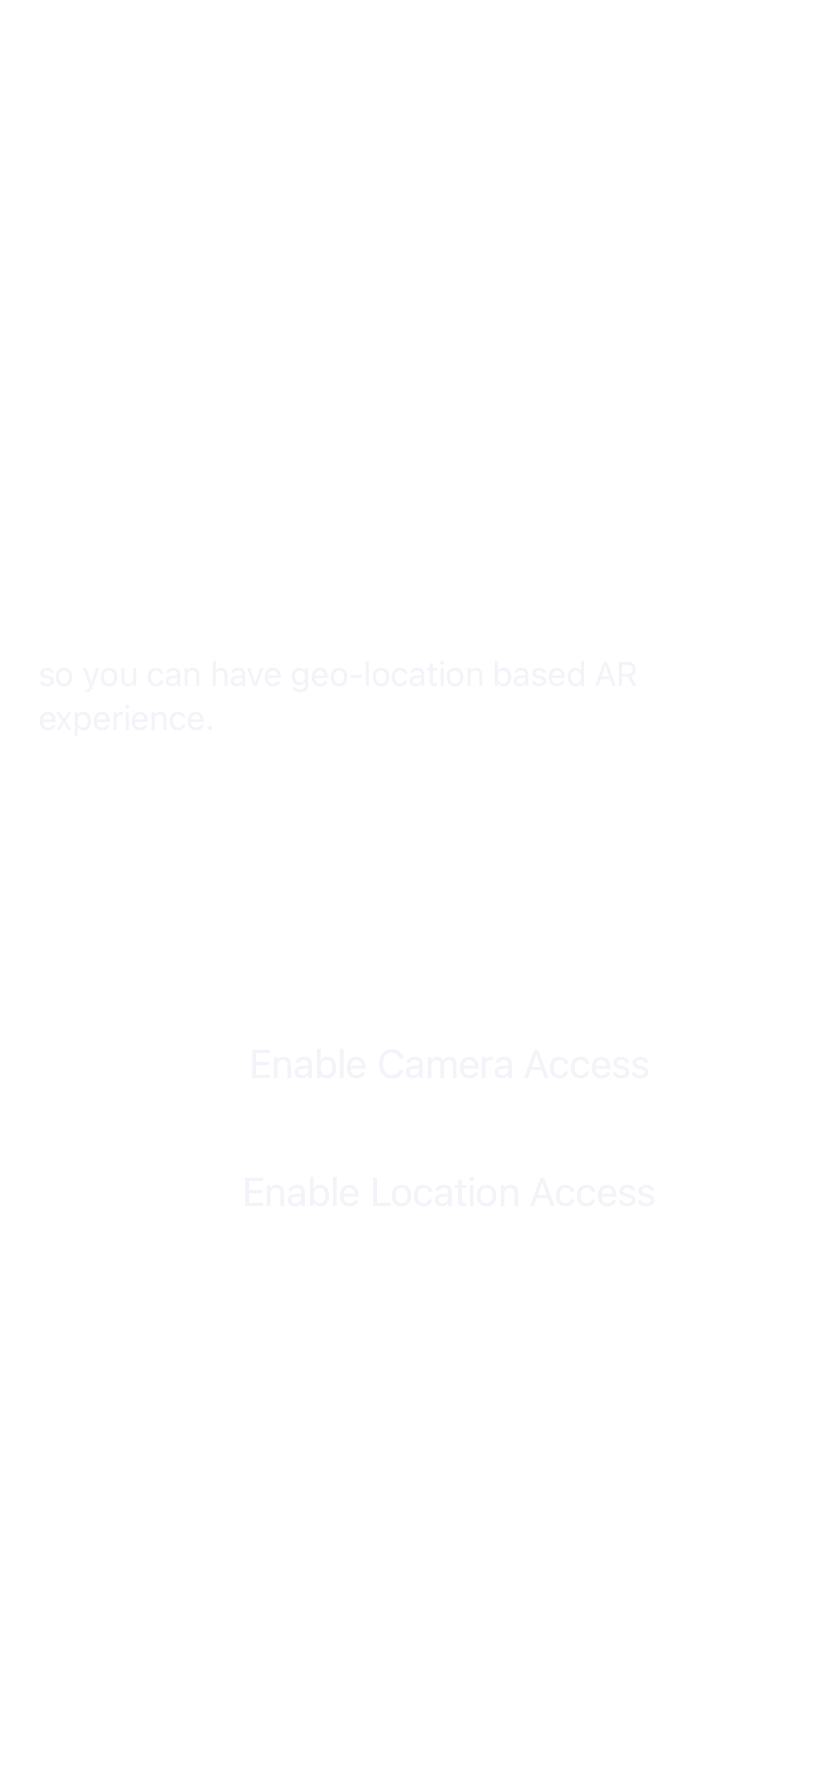 so you can have geo-location based AR
experience.
Enable Camera Access
Enable Location Access